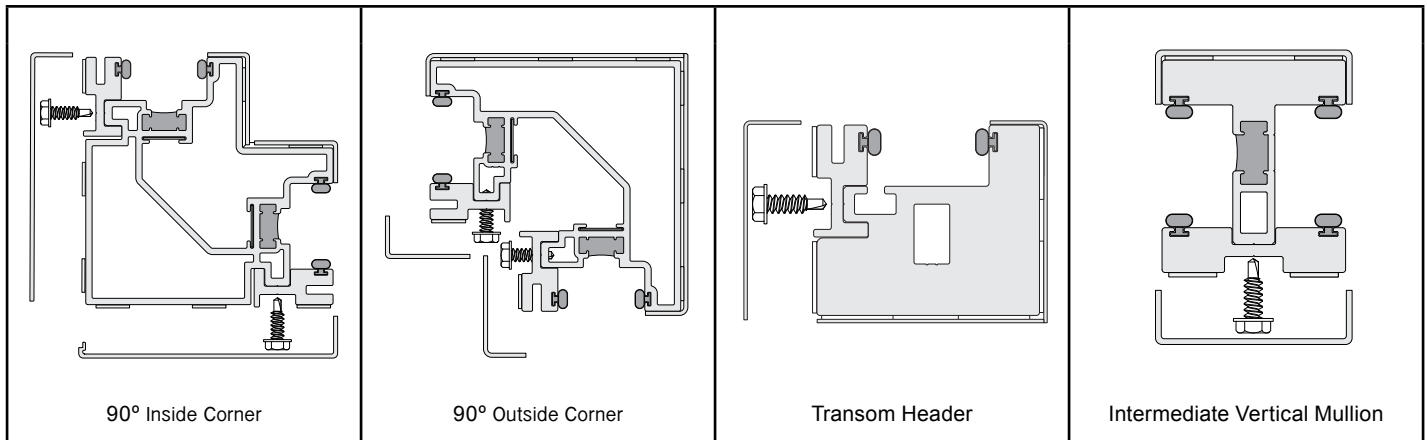 90º Inside Corner
90º Outside Corner
Transom Header
Intermediate Vertical Mullion